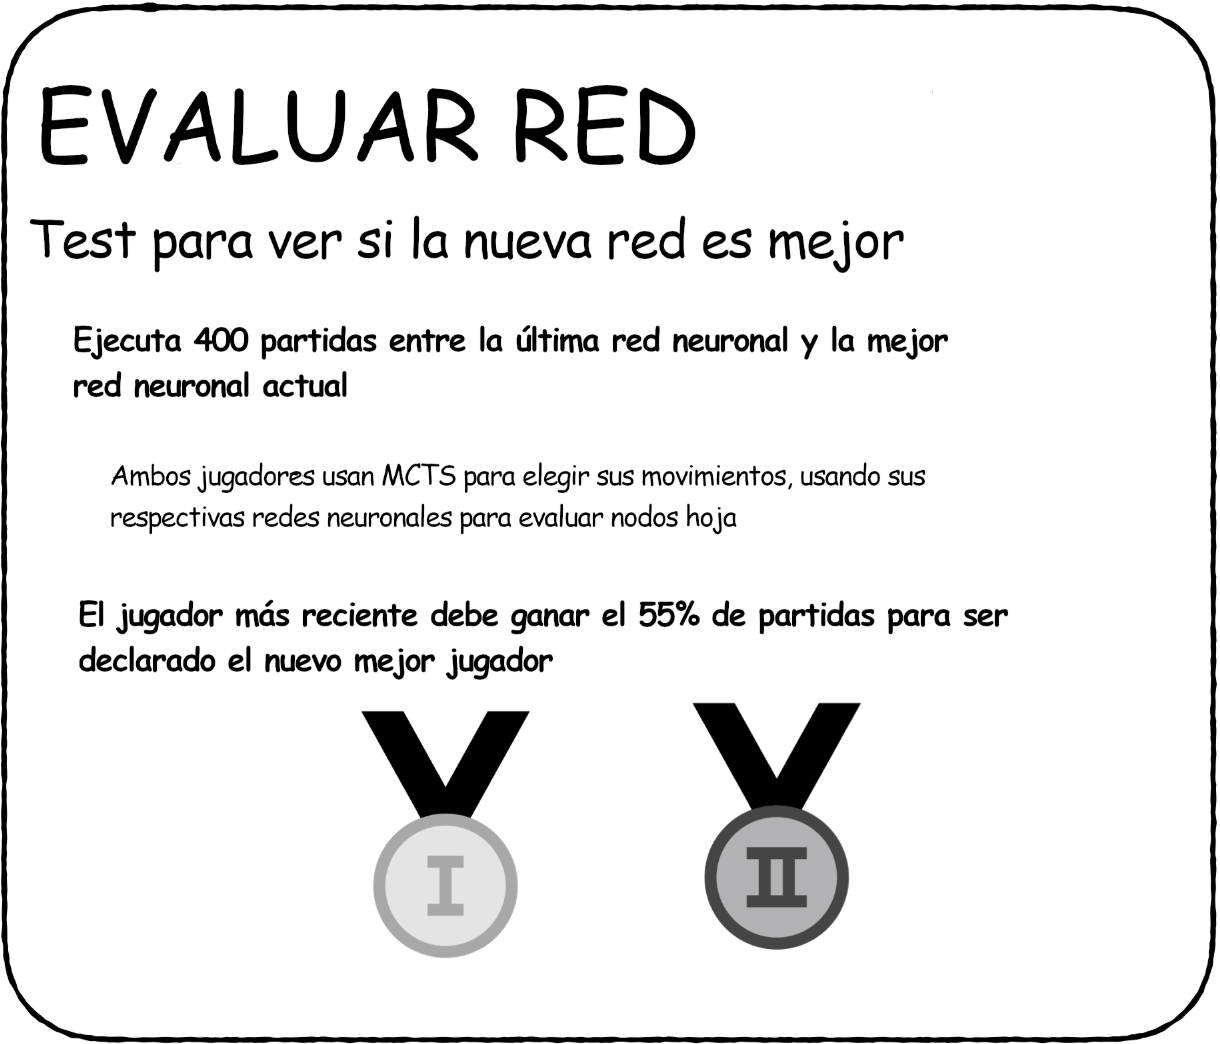 EVALUAR RED
Test para ver si la nueva red es mejor
Ejecuta 400 partidas entre la última red neuronal y la mejor
red neuronal actual
Ambos jugadores usan MCTS para elegir sus movimientos, usando sus
respectivas redes neuronales para evaluar nodos hoja
El jugador más reciente debe ganar el 55% de partidas para ser
declarado el nuevo mejor jugador
I II